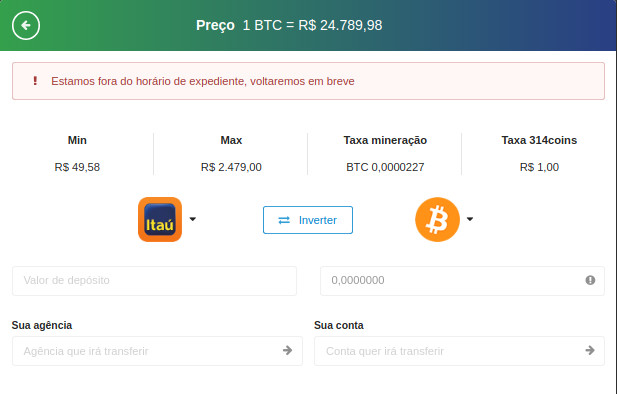 Preço 1 BTC = R$ 24.789,98
! Estamos fora do horário de expediente, voltaremos em breve
Min Max Taxa mineração Taxa 314coins
R$ 49,58 R$ 2.479,00 BTC 0,0000227 R$ 1,00
Itaú Inverter
Valor de depósito 0,0000000
Sua agência Sua conta
Agência que irá transferir Conta quer irá transferir